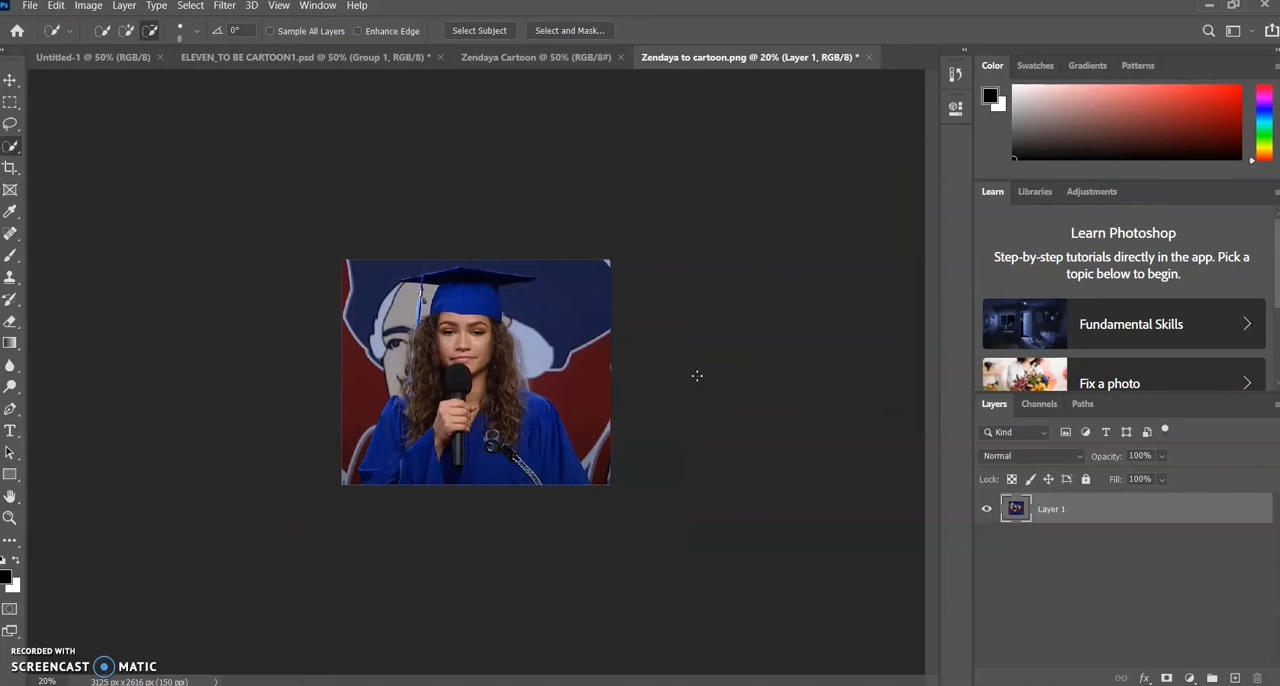 Ps File Edit Image Layer Type Select Filter 3D View Window Help
8 0° Sample All Layers Enhance Edge Select Subject Select and Mask...
Untitled-1 @ 50% (RGB/8) × ELEVEN_TO BE CARTOON1.psd @ 50% (Group 1, RGB/8) * × Zendaya Cartoon @ 50% (RGB/8#) × Zendaya to cartoon.png @ 20% (Layer 1, RGB/8) * ×
Color Swatches Gradients Patterns
Learn Libraries Adjustments
Learn Photoshop
Step-by-step tutorials directly in the app. Pick a
topic below to begin.
Fundamental Skills
Fix a photo
Layers Channels Paths
Kind
Normal Opacity: 100%
Lock: Fill: 100%
Layer 1
RECORDED WITH
SCREENCAST MATIC
20% 3125 px x 2616 px (150 ppi)